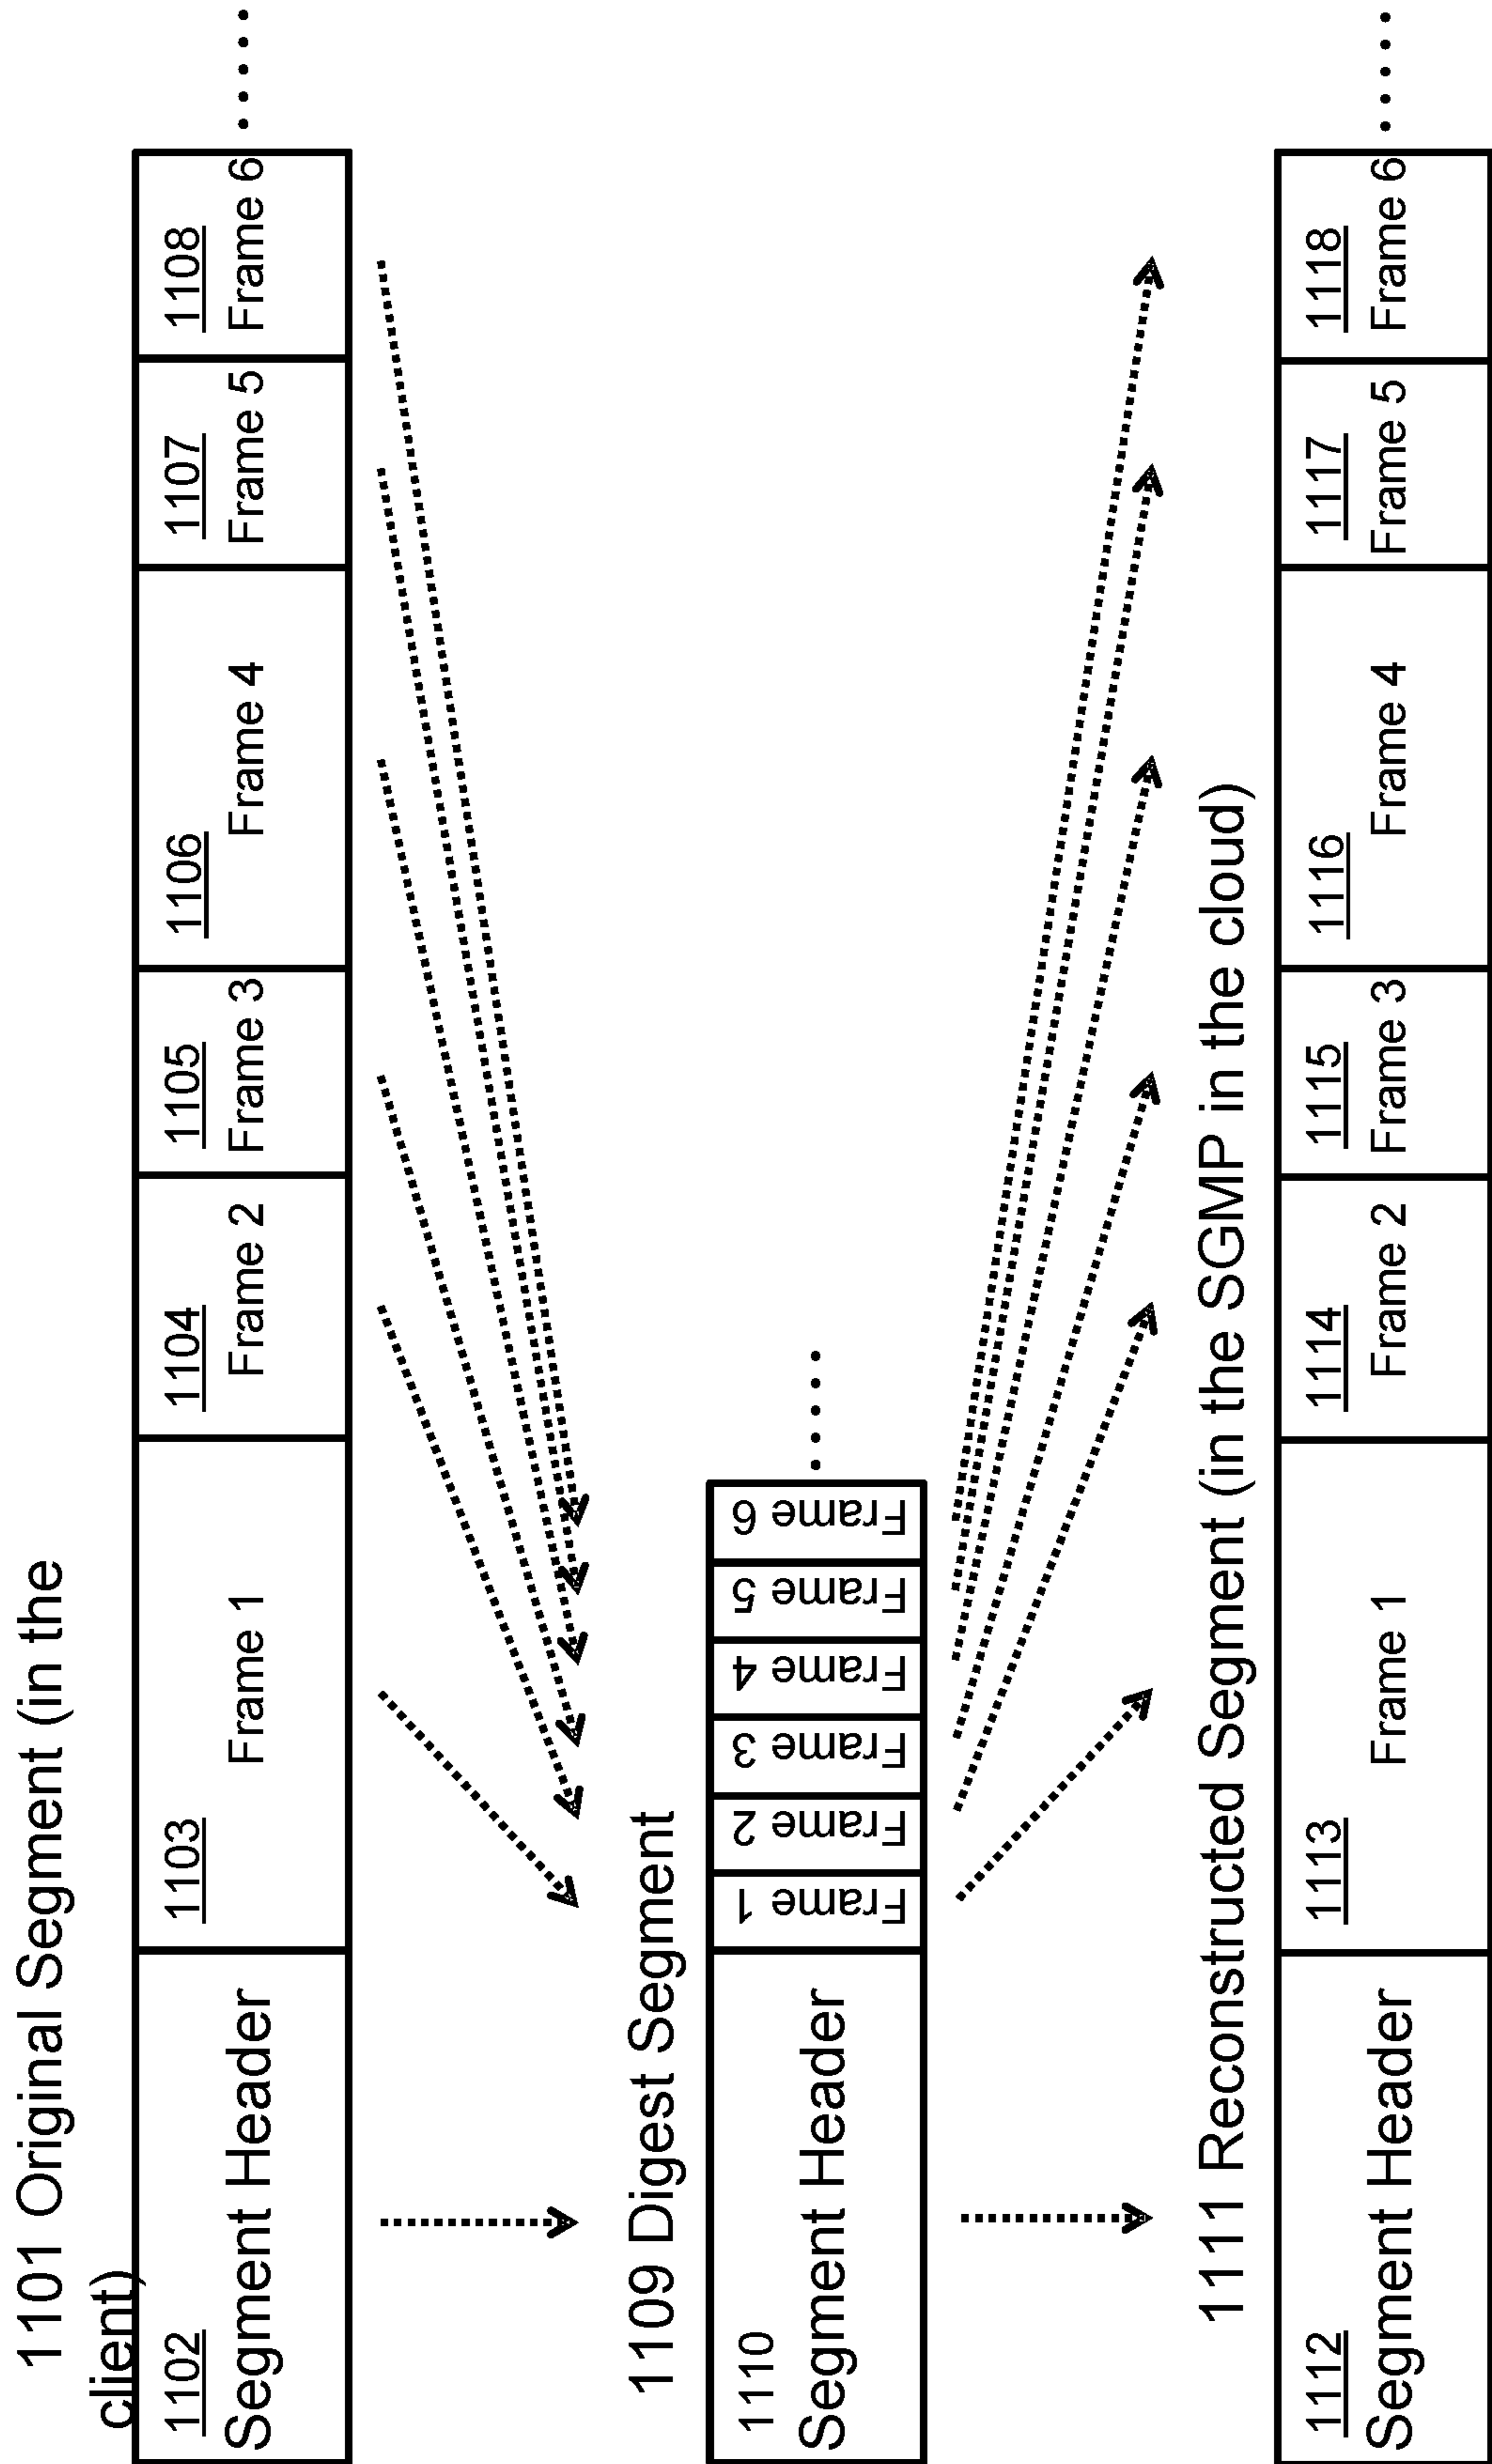 1101 Original Segment (in the
client)
1102
Segment Header
1103
Frame 1
1104
Frame 2
1105
Frame 3
1106
Frame 4
1107
Frame 5
1108
Frame 6
.....
1109 Digest Segment
1110
Segment Header
Frame 1
Frame 2
Frame 3
Frame 4
Frame 5
Frame 6
.....
1111 Reconstructed Segment (in the SGMP in the cloud)
1112
Segment Header
1113
Frame 1
1114
Frame 2
1115
Frame 3
1116
Frame 4
1117
Frame 5
1118
Frame 6
.....